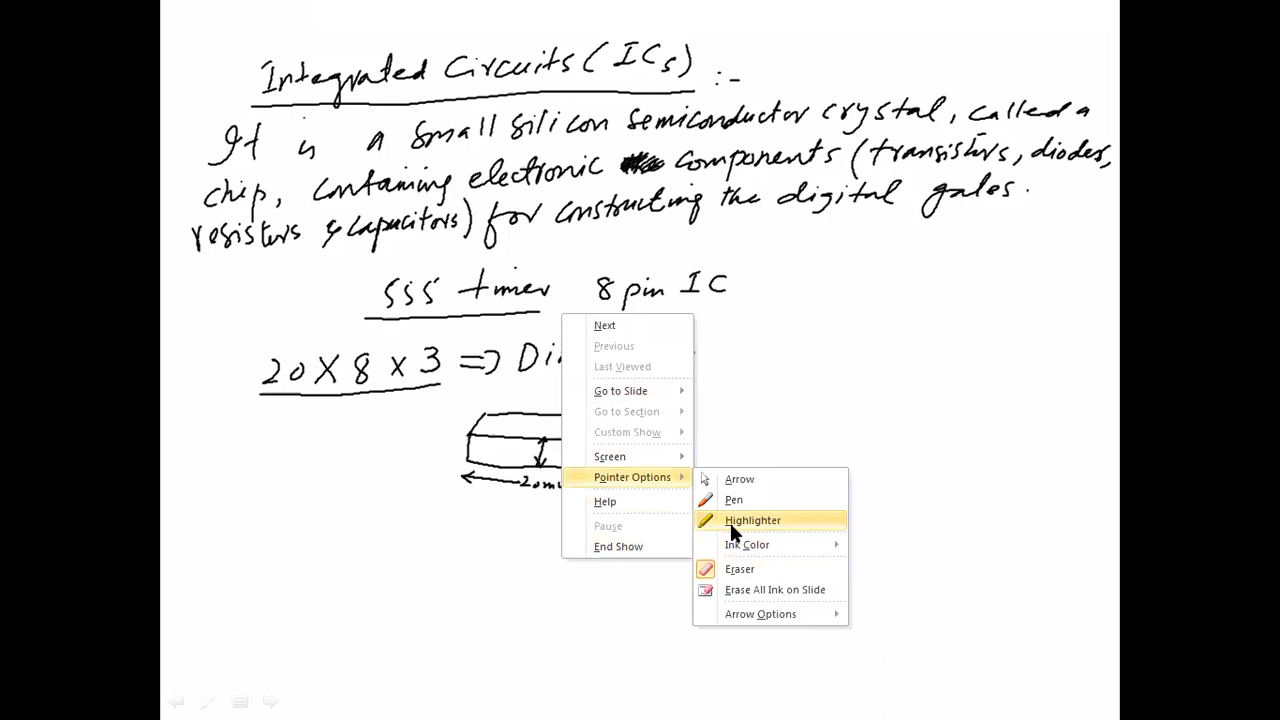 Integrated Circuits (ICs) :-
It is a small silicon semiconductor crystal, called a
chip, containing electronic components (transistors, diodes,
resisters & capacitors) for constructing the digital gates.
555 timer 8 pin IC
20 X 8 x 3 => Di
20m
Next
Previous
Last Viewed
Go to Slide
Go to Section
Custom Show
Screen
Pointer Options
Help
Pause
End Show
Arrow
Pen
Highlighter
Ink Color
Eraser
Erase All Ink on Slide
Arrow Options